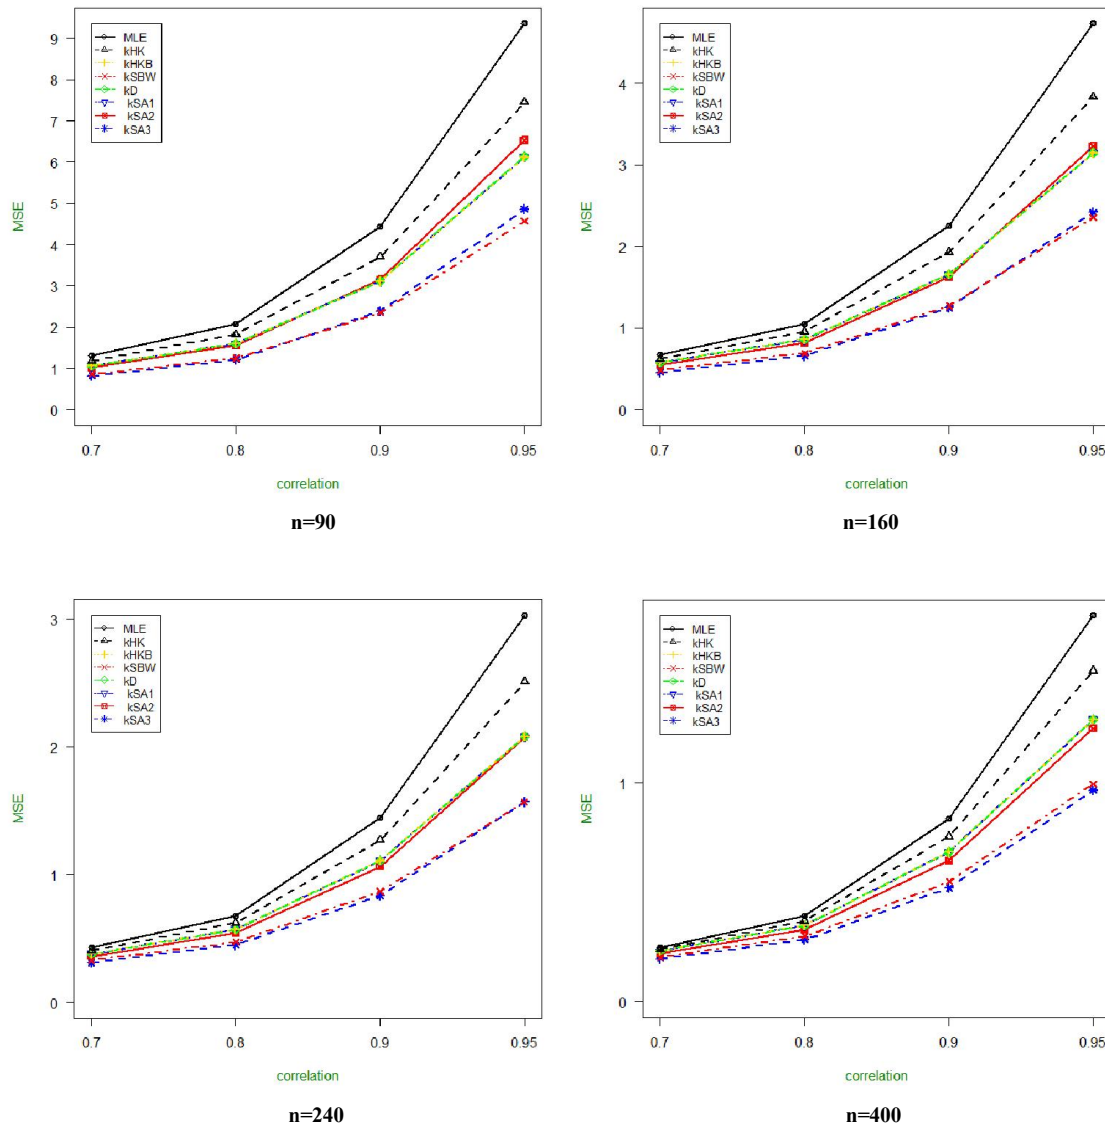 MLE
kHK
kHKB
kSBW
kD
kSA1
kSA2
kSA3
9
8
7
6
5
4
3
2
1
0
MSE
0.7 0.8 0.9 0.95
correlation
n=90
MLE
kHK
kHKB
kSBW
kD
kSA1
kSA2
kSA3
4
3
2
1
0
MSE
0.7 0.8 0.9 0.95
correlation
n=160
MLE
kHK
kHKB
kSBW
kD
kSA1
kSA2
kSA3
3
2
1
0
MSE
0.7 0.8 0.9 0.95
correlation
n=240
MLE
kHK
kHKB
kSBW
kD
kSA1
kSA2
kSA3
1
0
MSE
0.7 0.8 0.9 0.95
correlation
n=400